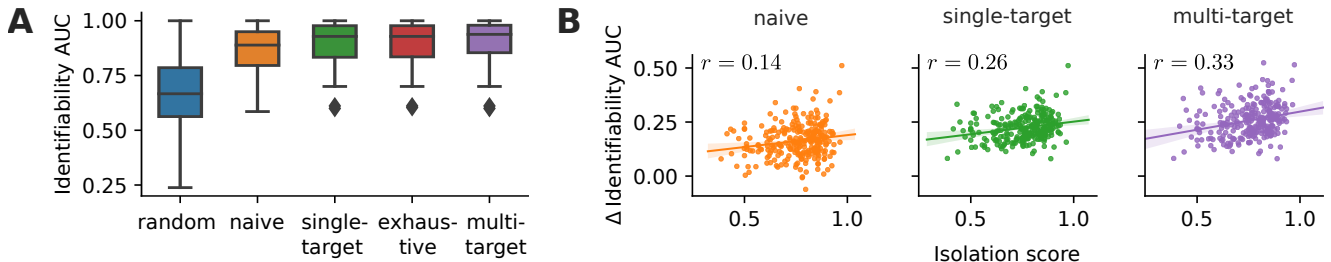 A
Identifiability AUC
1.00
0.75
0.50
0.25
random
naive
single-
target
exhaus-
tive
multi-
target
B
Δ Identifiability AUC
0.50
0.25
0.00
naive
r = 0.14
0.5
1.0
single-target
r = 0.26
0.5
1.0
multi-target
r = 0.33
0.5
1.0
Isolation score